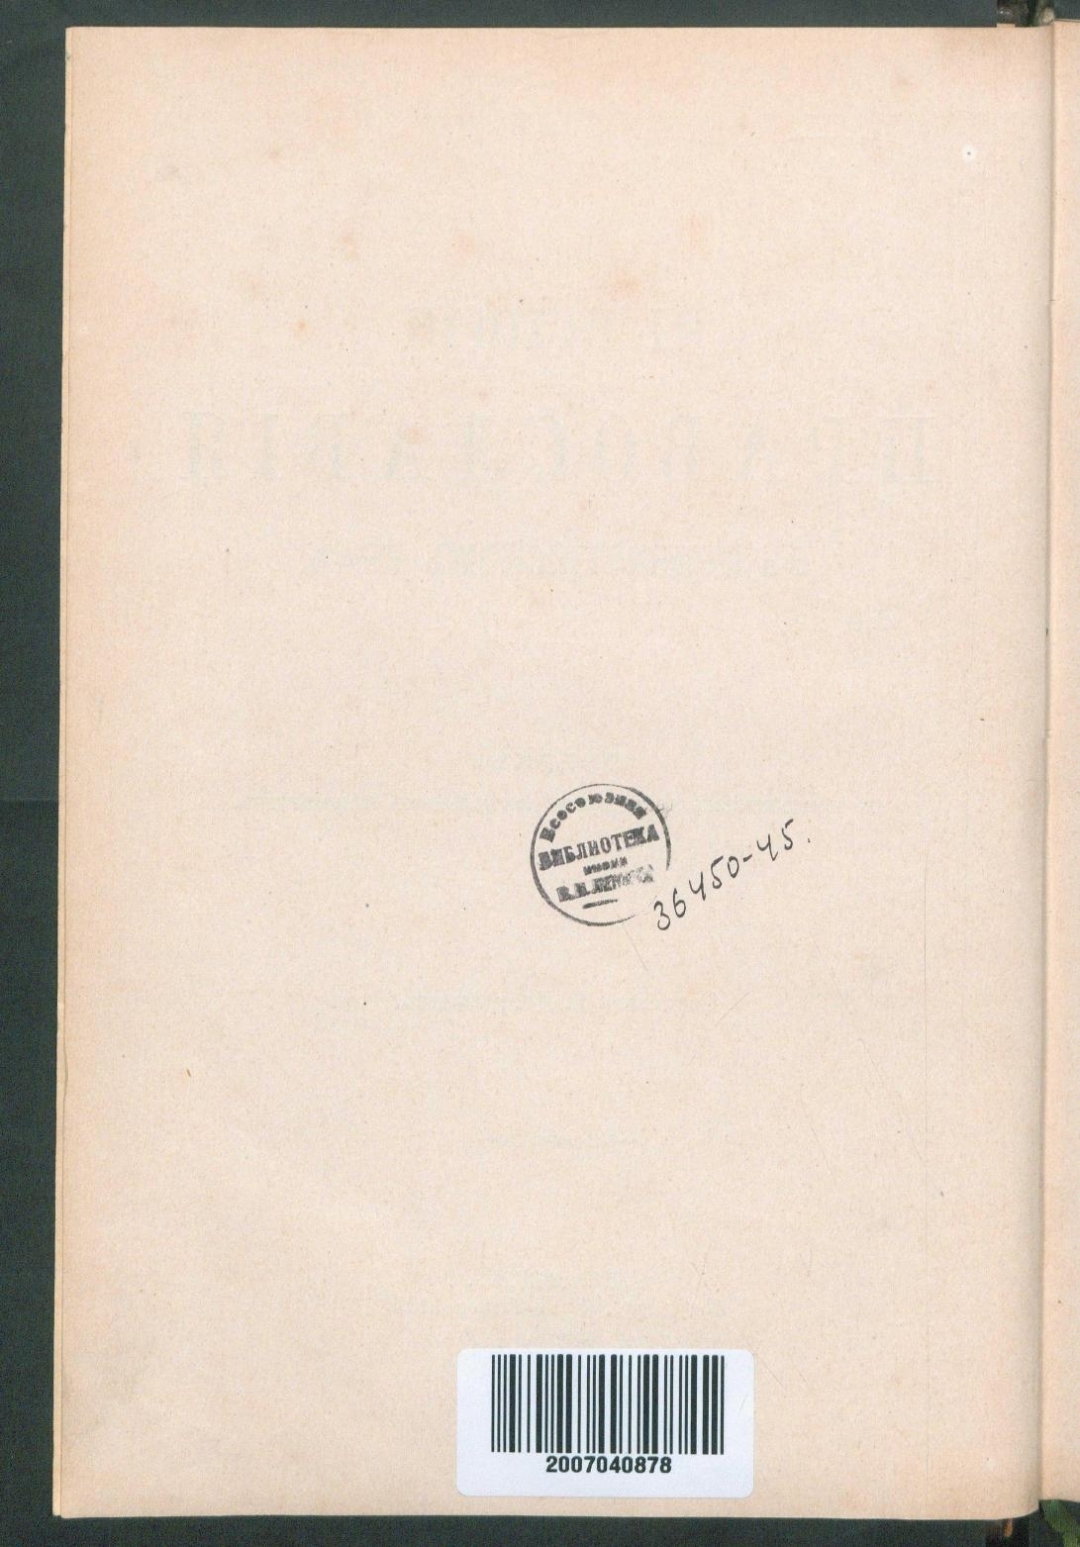 Всесоюзная
БИБЛИОТЕКА
имени
В. И. ЛЕНИНА
36450-45.
2007040878